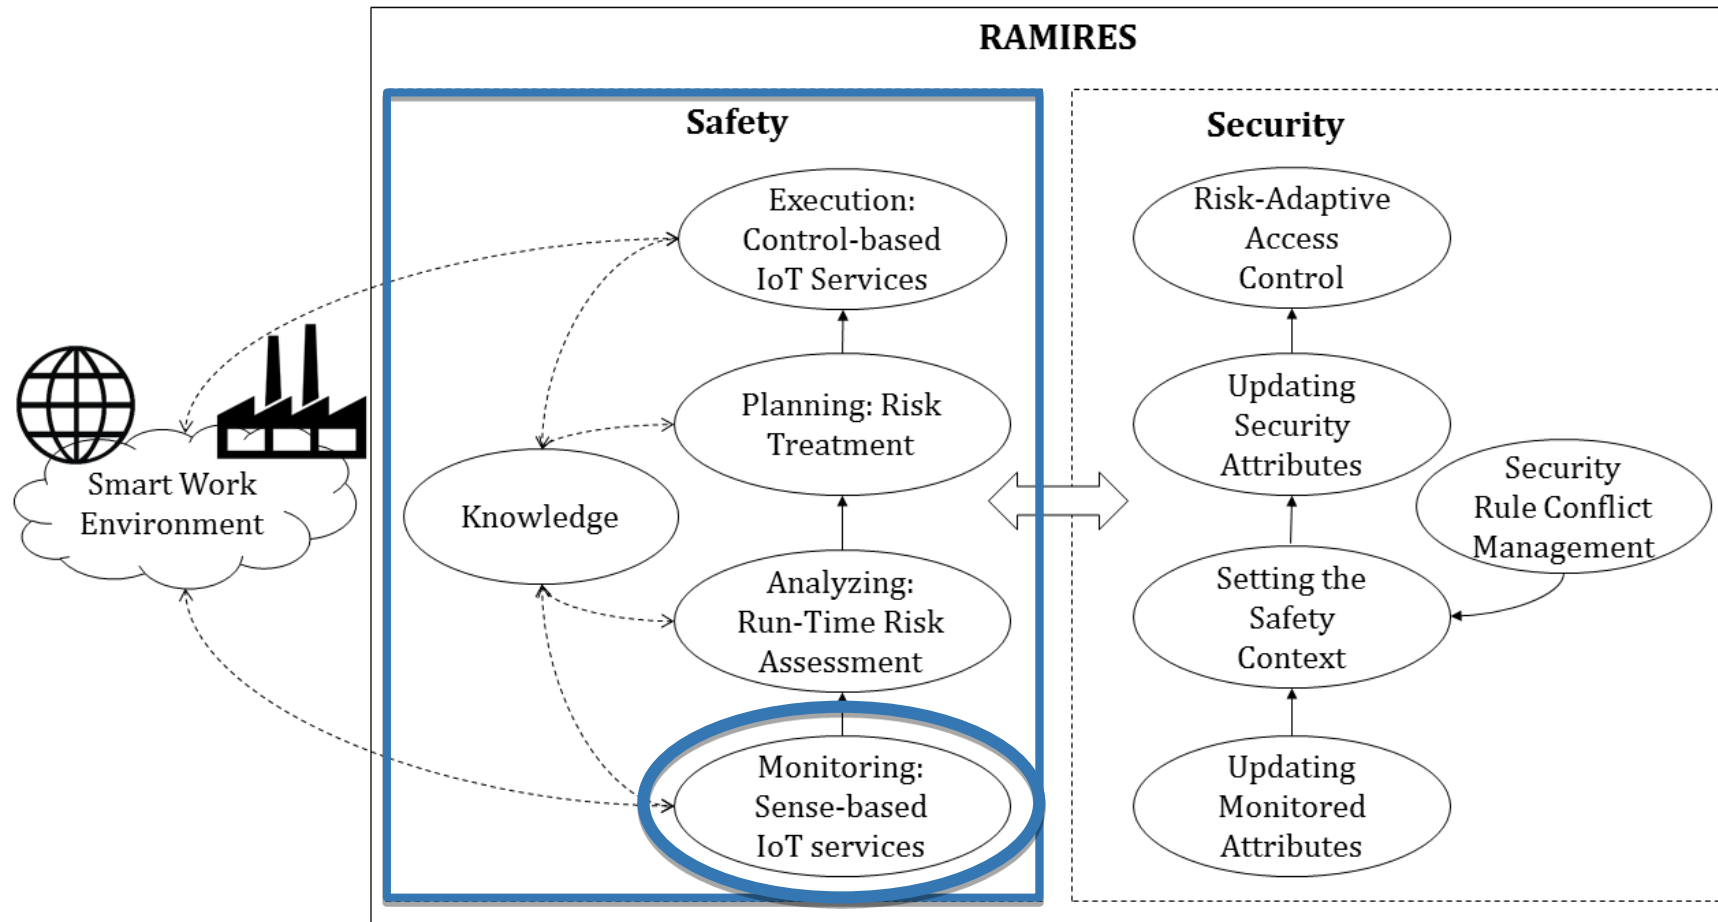 RAMIRES
Safety
Execution:
Control-based
IoT Services
Planning: Risk
Treatment
Knowledge
Analyzing:
Run-Time Risk
Assessment
Monitoring:
Sense-based
IoT services
Smart Work
Environment
Security
Risk-Adaptive
Access
Control
Updating
Security
Attributes
Security
Rule Conflict
Management
Setting the
Safety
Context
Updating
Monitored
Attributes